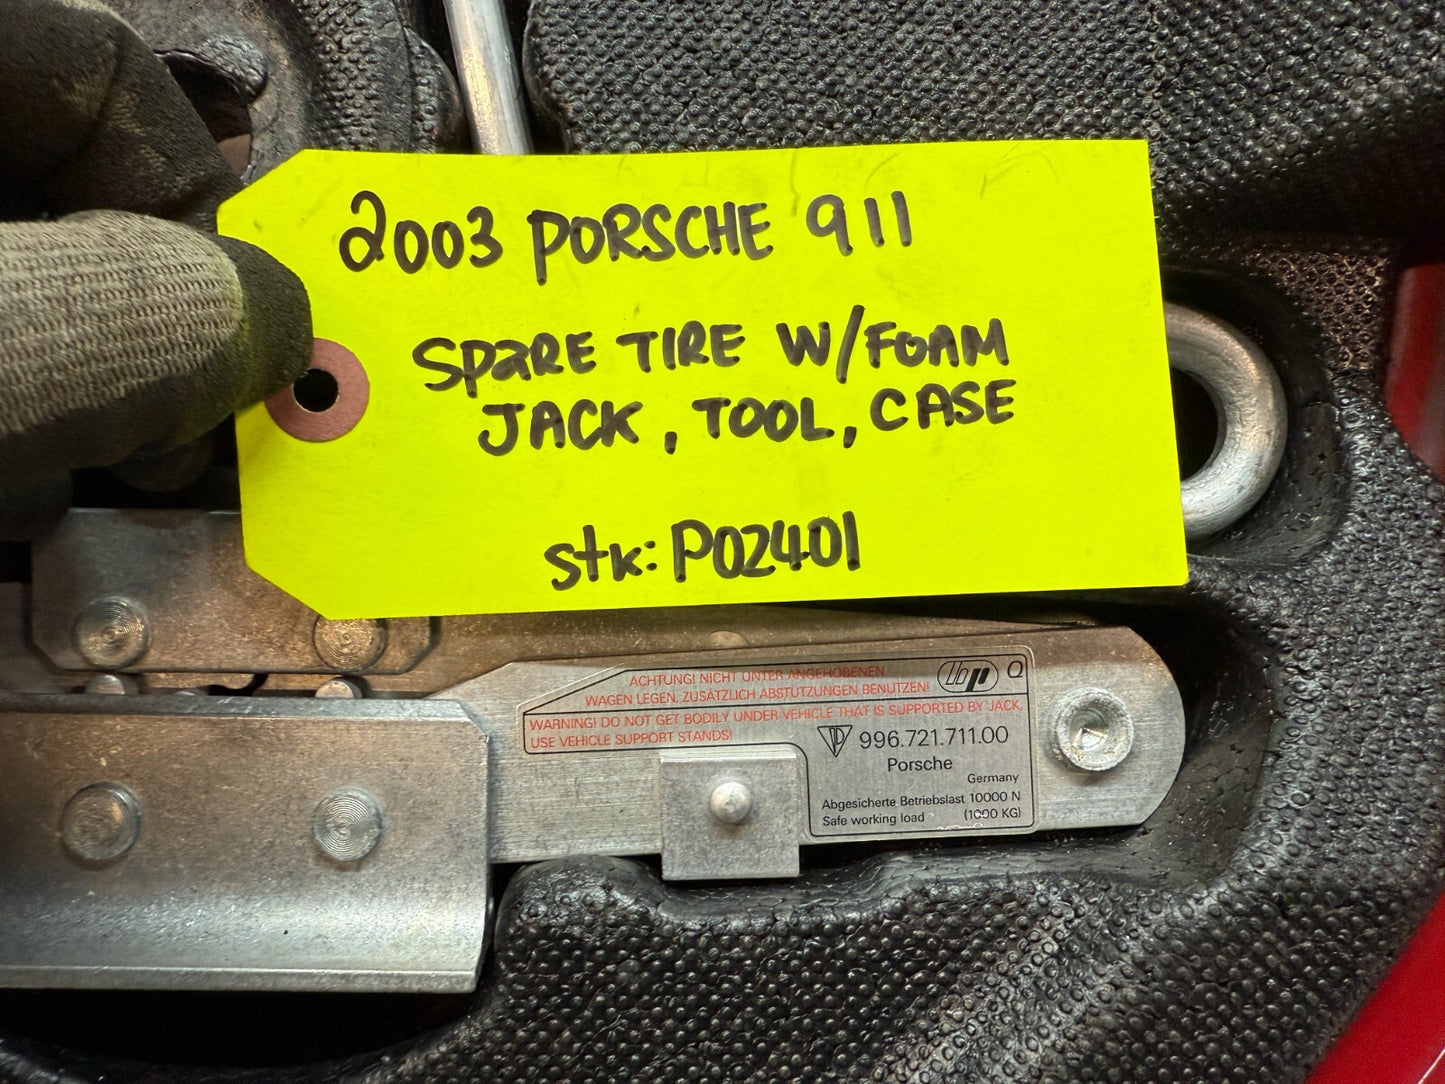 2003 PORSCHE 911
SPARE TIRE W/FOAM
JACK, TOOL, CASE
stk: P02401
ACHTUNG! NICHT UNTER ANGEHOBENEN
WAGEN LEGEN, ZUSÄTZLICH ABSTÜTZUNGEN BENUTZEN!
bp Q
WARNING! DO NOT GET BODILY UNDER VEHICLE THAT IS SUPPORTED BY JACK,
USE VEHICLE SUPPORT STANDS!
996.721.711.00
Porsche
Germany
Abgesicherte Betriebslast 10000 N
Safe working load (1000 KG)